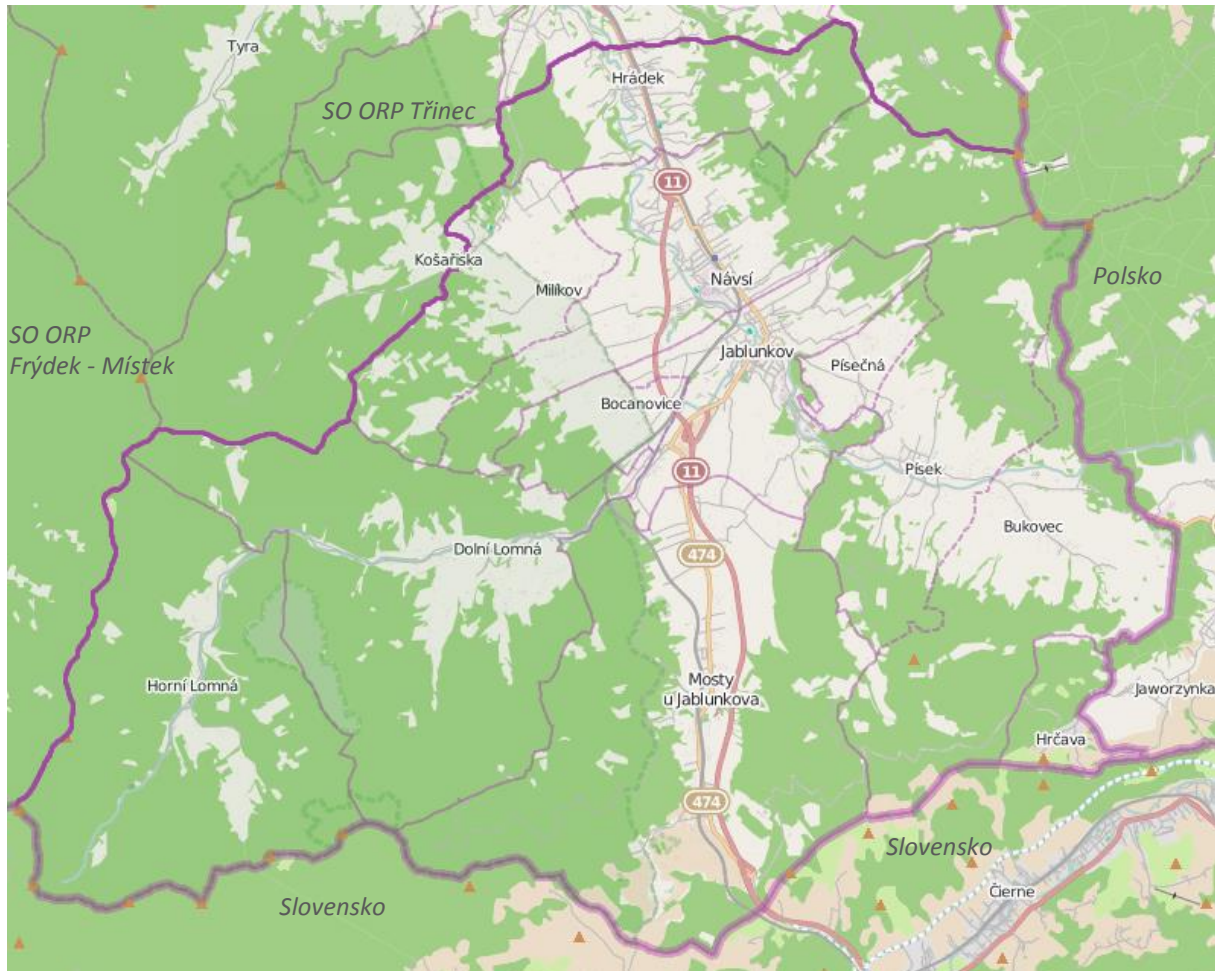 Tyra
Hrádek
SO ORP Třinec
11
Košařiska
Návsí
Polsko
Milíkov
SO ORP
Frýdek - Místek
Jablunkov
Písečná
Bocanovice
11
Písek
Bukovec
Dolní Lomná
474
Horní Lomná
Mosty
u Jablunkova
Jaworzynka
Hrčava
474
Slovensko
Čierne
Slovensko